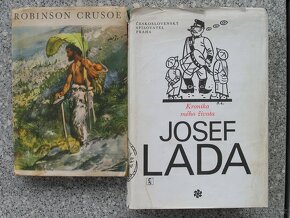 ROBINSON CRUSOE
ČESKOSLOVENSKÝ
SPISOVATEL
PRAHA
Kronika
mého života
JOSEF
LADA